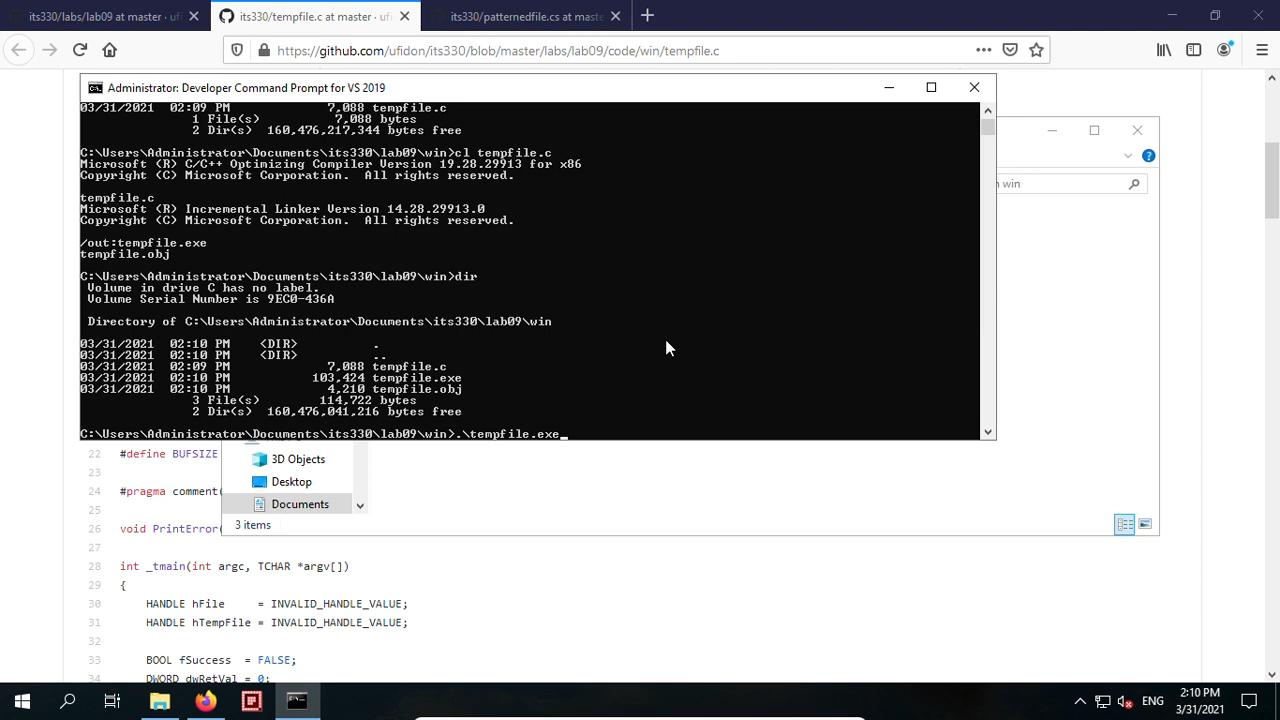 its330/labs/lab09 at master · ufi
its330/tempfile.c at master · ufi
its330/patternedfile.cs at maste
https://github.com/ufidon/its330/blob/master/labs/lab09/code/win/tempfile.c
Administrator: Developer Command Prompt for VS 2019
03/31/2021 02:09 PM 7,088 tempfile.c
1 File(s) 7,088 bytes
2 Dir(s) 160,476,217,344 bytes free
C:\Users\Administrator\Documents\its330\lab09\win>cl tempfile.c
Microsoft (R) C/C++ Optimizing Compiler Version 19.28.29913 for x86
Copyright (C) Microsoft Corporation. All rights reserved.
tempfile.c
Microsoft (R) Incremental Linker Version 14.28.29913.0
Copyright (C) Microsoft Corporation. All rights reserved.
/out:tempfile.exe
tempfile.obj
C:\Users\Administrator\Documents\its330\lab09\win>dir
Volume in drive C has no label.
Volume Serial Number is 9EC0-436A
Directory of C:\Users\Administrator\Documents\its330\lab09\win
03/31/2021 02:10 PM <DIR> .
03/31/2021 02:10 PM <DIR> ..
03/31/2021 02:09 PM 7,088 tempfile.c
03/31/2021 02:10 PM 103,424 tempfile.exe
03/31/2021 02:10 PM 4,210 tempfile.obj
3 File(s) 114,722 bytes
2 Dir(s) 160,476,041,216 bytes free
C:\Users\Administrator\Documents\its330\lab09\win>.\tempfile.exe_
win
22 #define BUFSIZE
23
24 #pragma comment(
25
26 void PrintError(
27
28 int _tmain(int argc, TCHAR *argv[])
29 {
30 HANDLE hFile = INVALID_HANDLE_VALUE;
31 HANDLE hTempFile = INVALID_HANDLE_VALUE;
32
33 BOOL fSuccess = FALSE;
34 DWORD dwRetVal = 0;
3D Objects
Desktop
Documents
3 items
ENG
2:10 PM
3/31/2021